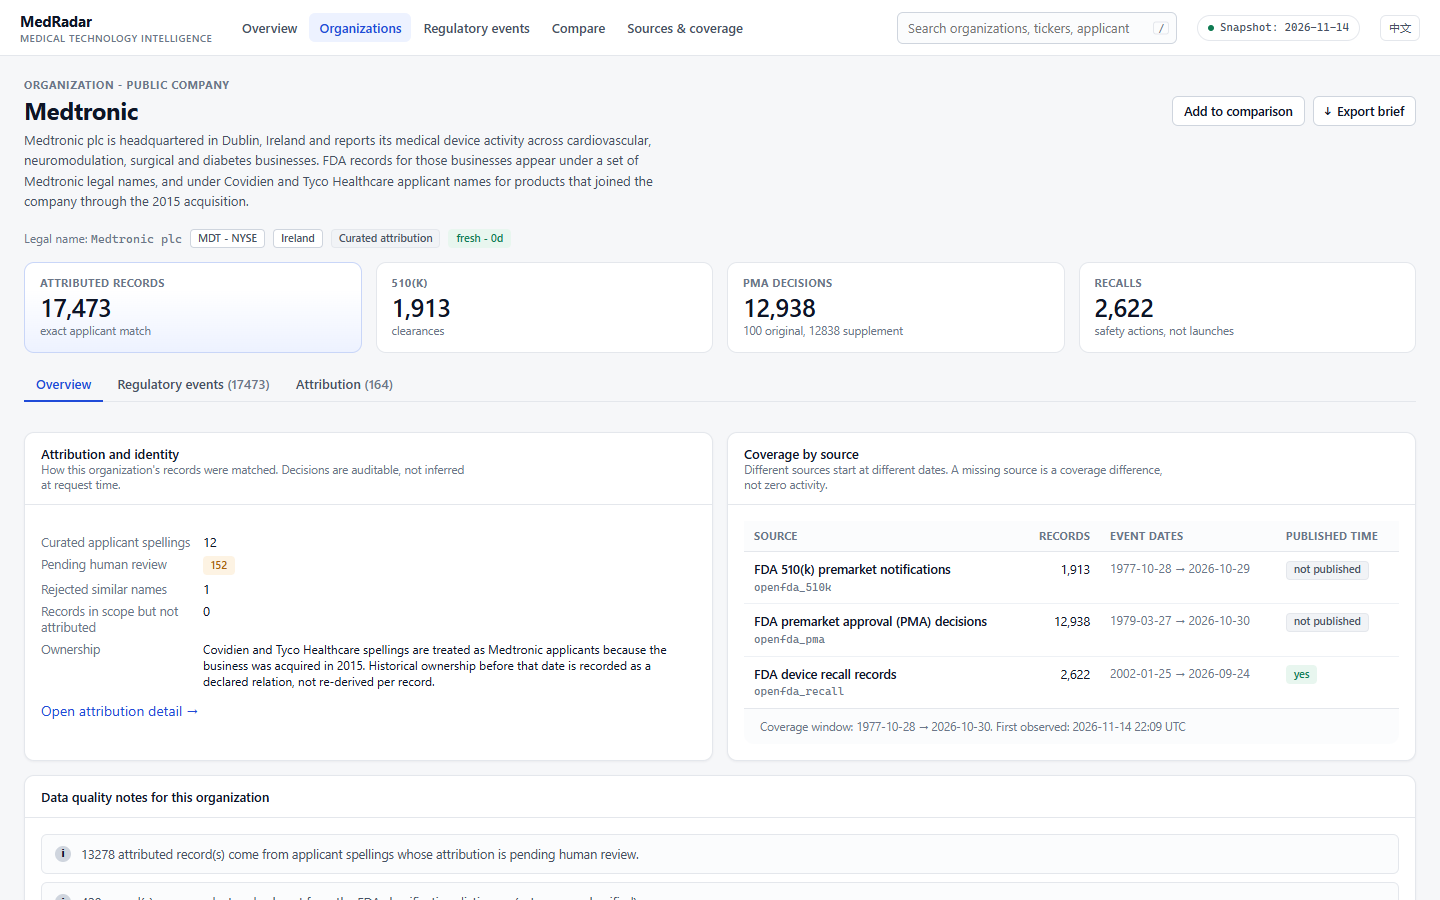 MedRadar
MEDICAL TECHNOLOGY INTELLIGENCE
Overview
Organizations
Regulatory events
Compare
Sources & coverage
Search organizations, tickers, applicant
/
Snapshot: 2026-11-14
中文
ORGANIZATION - PUBLIC COMPANY
Medtronic
Add to comparison
↓ Export brief
Medtronic plc is headquartered in Dublin, Ireland and reports its medical device activity across cardiovascular,
neuromodulation, surgical and diabetes businesses. FDA records for those businesses appear under a set of
Medtronic legal names, and under Covidien and Tyco Healthcare applicant names for products that joined the
company through the 2015 acquisition.
Legal name: Medtronic plc
MDT - NYSE
Ireland
Curated attribution
fresh - 0d
ATTRIBUTED RECORDS
17,473
exact applicant match
510(K)
1,913
clearances
PMA DECISIONS
12,938
100 original, 12838 supplement
RECALLS
2,622
safety actions, not launches
Overview
Regulatory events (17473)
Attribution (164)
Attribution and identity
How this organization's records were matched. Decisions are auditable, not inferred
at request time.
Curated applicant spellings 12
Pending human review 152
Rejected similar names 1
Records in scope but not 0
attributed
Ownership Covidien and Tyco Healthcare spellings are treated as Medtronic applicants because the
business was acquired in 2015. Historical ownership before that date is recorded as a
declared relation, not re-derived per record.
Open attribution detail →
Coverage by source
Different sources start at different dates. A missing source is a coverage difference,
not zero activity.
SOURCE RECORDS EVENT DATES PUBLISHED TIME
FDA 510(k) premarket notifications 1,913 1977-10-28 → 2026-10-29 not published
openfda_510k
FDA premarket approval (PMA) decisions 12,938 1979-03-27 → 2026-10-30 not published
openfda_pma
FDA device recall records 2,622 2002-01-25 → 2026-09-24 yes
openfda_recall
Coverage window: 1977-10-28 → 2026-10-30. First observed: 2026-11-14 22:09 UTC
Data quality notes for this organization
13278 attributed record(s) come from applicant spellings whose attribution is pending human review.